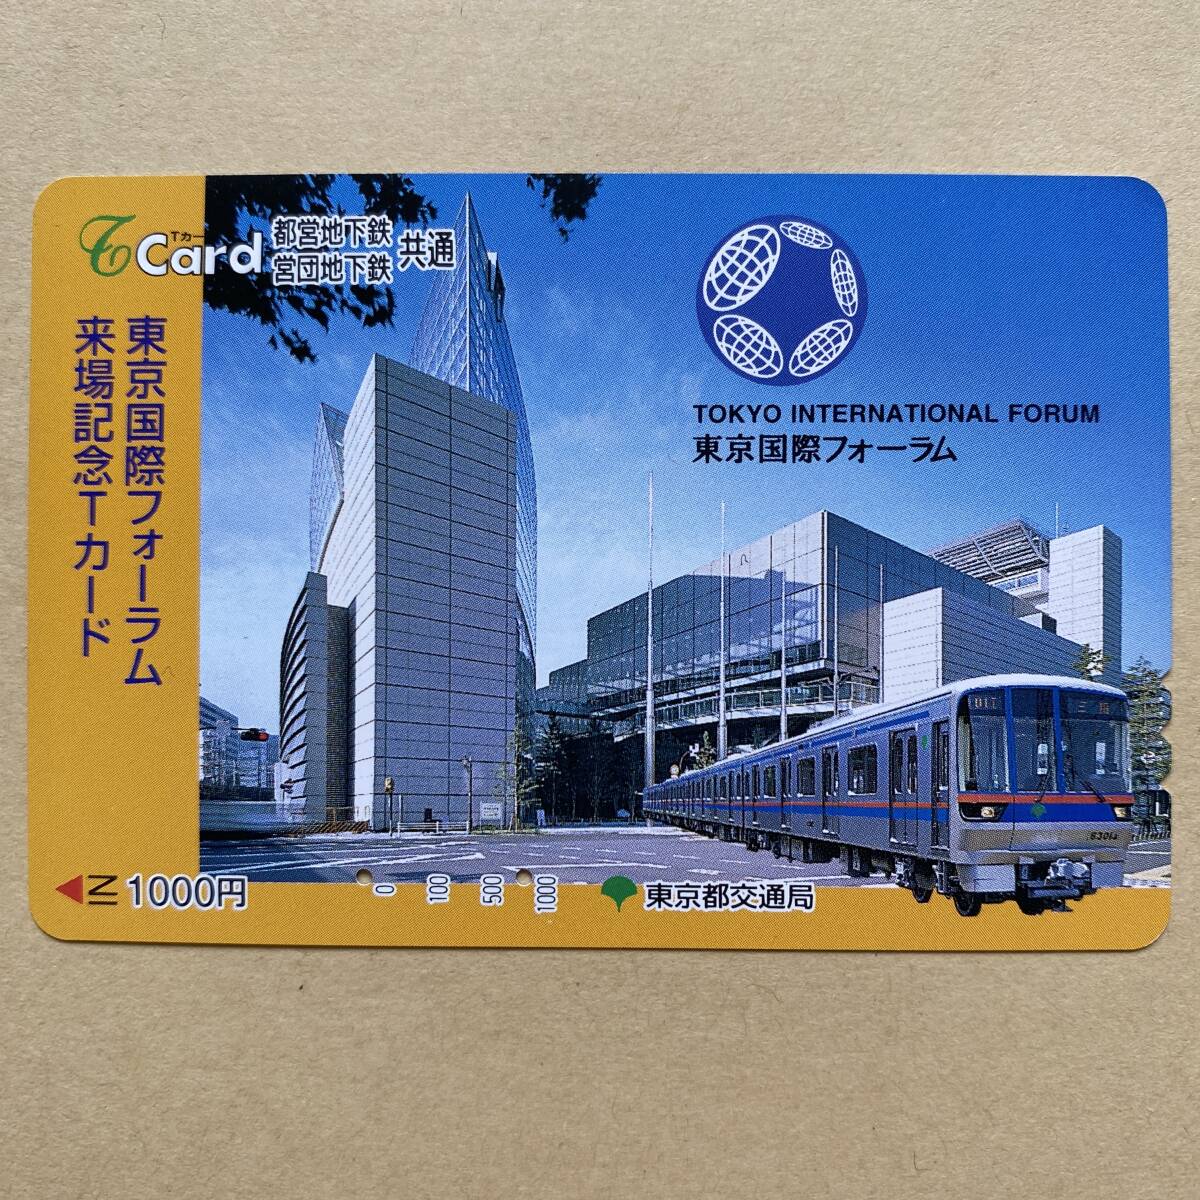 T Card
Tカード
都営地下鉄
営団地下鉄
共通
東京国際フォーラム
来場記念Tカード
TOKYO INTERNATIONAL FORUM
東京国際フォーラム
三田
6301-4
IN 1000円
0 100 500 1000
東京都交通局